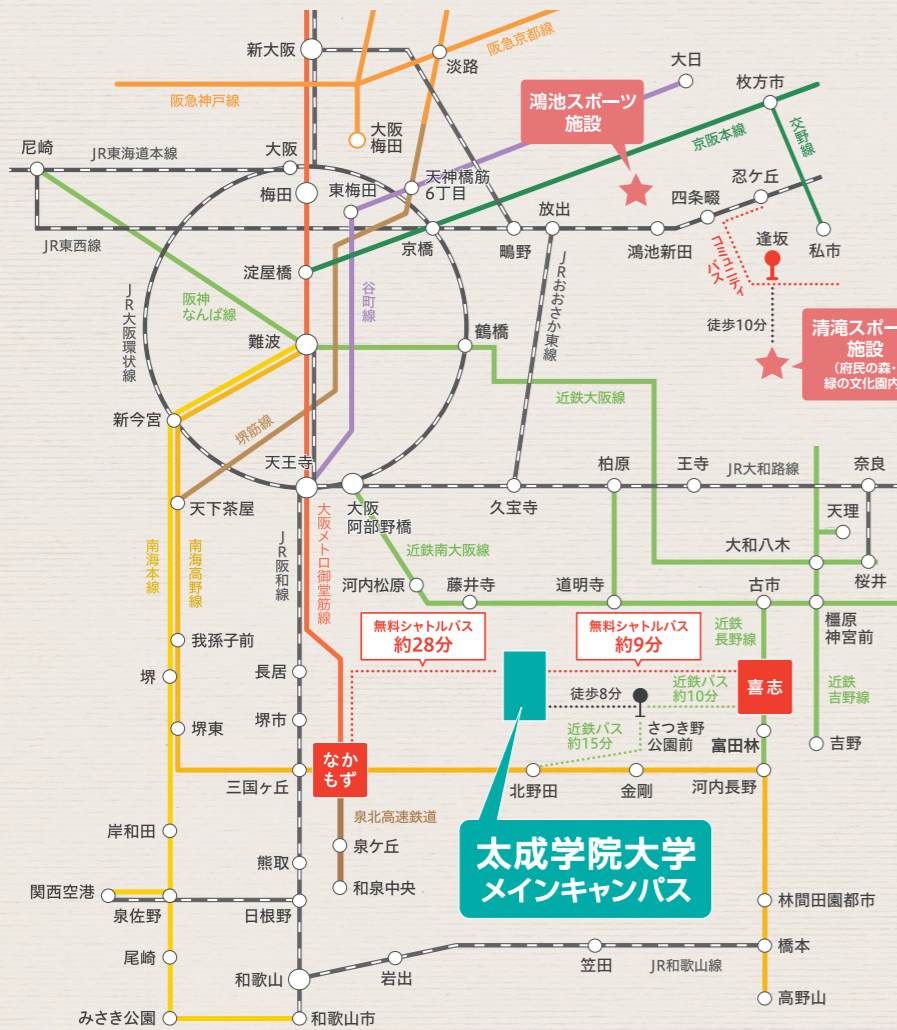 新大阪
阪急京都線
淡路
大日
阪急神戸線
鴻池スポーツ
施設
枚方市
大阪
梅田
京阪本線
交野線
尼崎
JR東海道本線
大阪
梅田
東梅田
天神橋筋
6丁目
忍ケ丘
四条畷
放出
JR東西線
京橋
鴫野
鴻池新田
コミュニティ
バス
逢坂
私市
淀屋橋
JRおおさか東線
阪神
なんば線
谷町線
JR大阪環状線
徒歩10分
清滝スポー
施設
(府民の森・
緑の文化園内
難波
鶴橋
近鉄大阪線
新今宮
堺筋線
天王寺
柏原
王寺
JR大和路線
奈良
天下茶屋
大阪
阿部野橋
久宝寺
天理
南海本線
南海高野線
JR阪和線
大阪メトロ御堂筋線
近鉄南大阪線
大和八木
河内松原
藤井寺
道明寺
古市
桜井
橿原
神宮前
無料シャトルバス
約28分
無料シャトルバス
約9分
近鉄
長野線
我孫子前
長居
堺
徒歩8分
近鉄バス
約10分
喜志
近鉄
吉野線
堺市
堺東
近鉄バス
約15分
さつき野
公園前
富田林
吉野
なか
もず
三国ヶ丘
北野田
金剛
河内長野
泉北高速鉄道
岸和田
泉ケ丘
太成学院大学
メインキャンパス
熊取
和泉中央
関西空港
泉佐野
日根野
林間田園都市
尾崎
和歌山
岩出
笠田
JR和歌山線
橋本
高野山
みさき公園
和歌山市